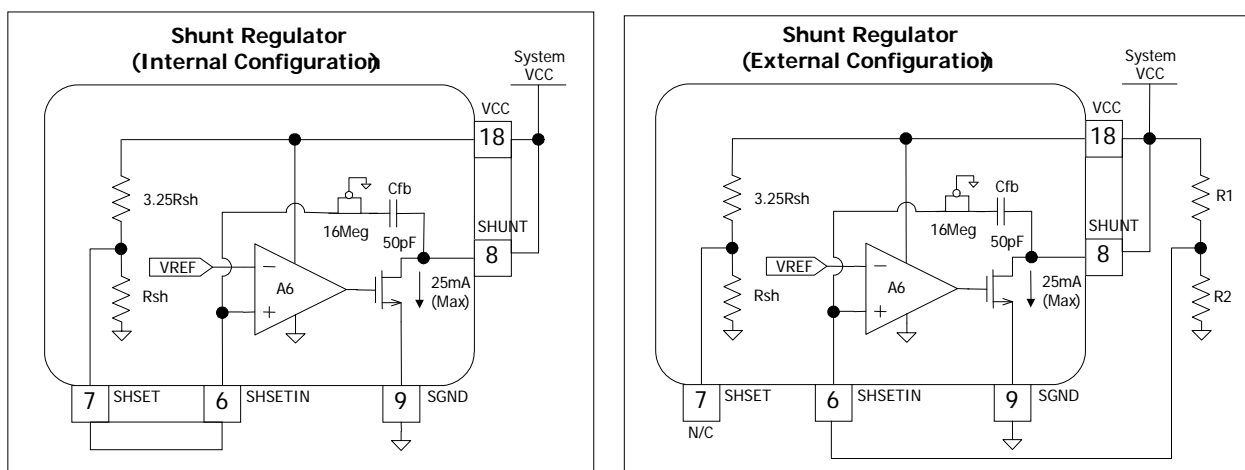 Shunt Regulator
(Internal Configuration)
System
VCC
VCC
18
3.25Rsh
Cfb
16Meg
50pF
SHUNT
8
VREF
A6
25mA
(Max)
Rsh
7
SHSET
6
SHSETIN
9
SGND
Shunt Regulator
(External Configuration)
System
VCC
VCC
18
3.25Rsh
Cfb
R1
16Meg
50pF
SHUNT
8
VREF
A6
25mA
(Max)
Rsh
R2
7
SHSET
6
SHSETIN
9
SGND
N/C